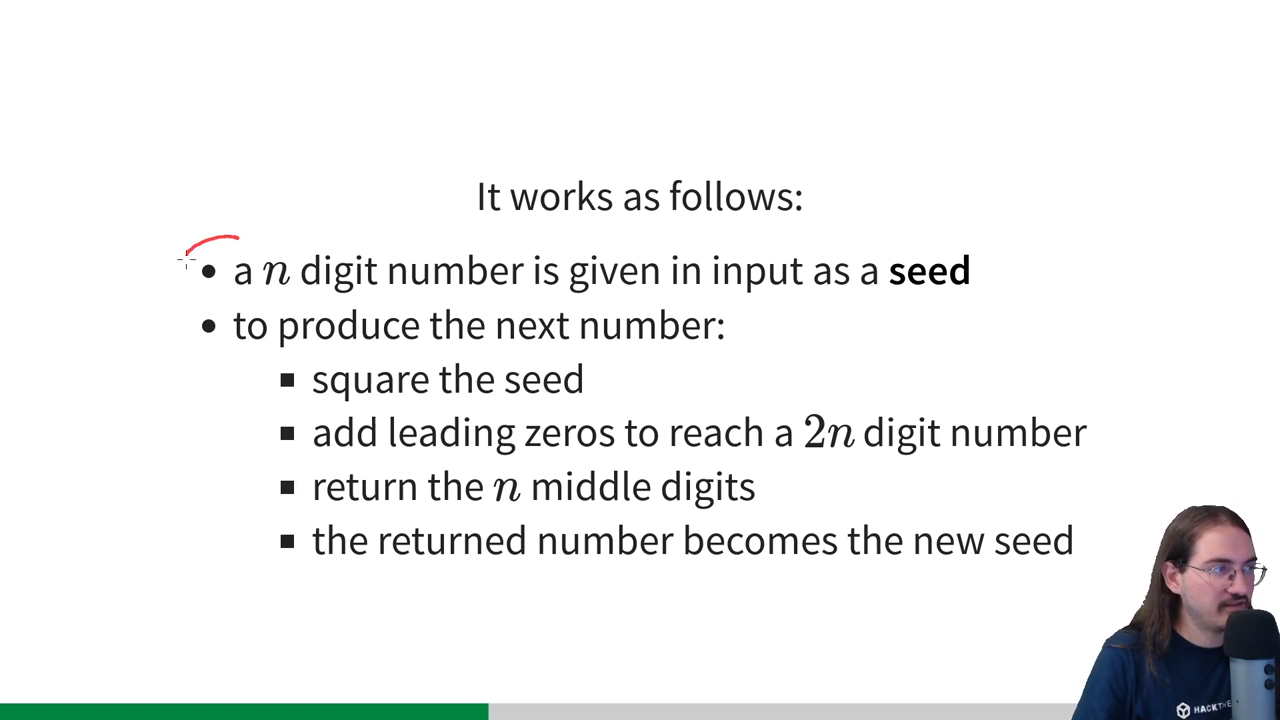 It works as follows:
• a n digit number is given in input as a seed
• to produce the next number:
▪ square the seed
▪ add leading zeros to reach a 2n digit number
▪ return the n middle digits
▪ the returned number becomes the new seed
HACKTHE